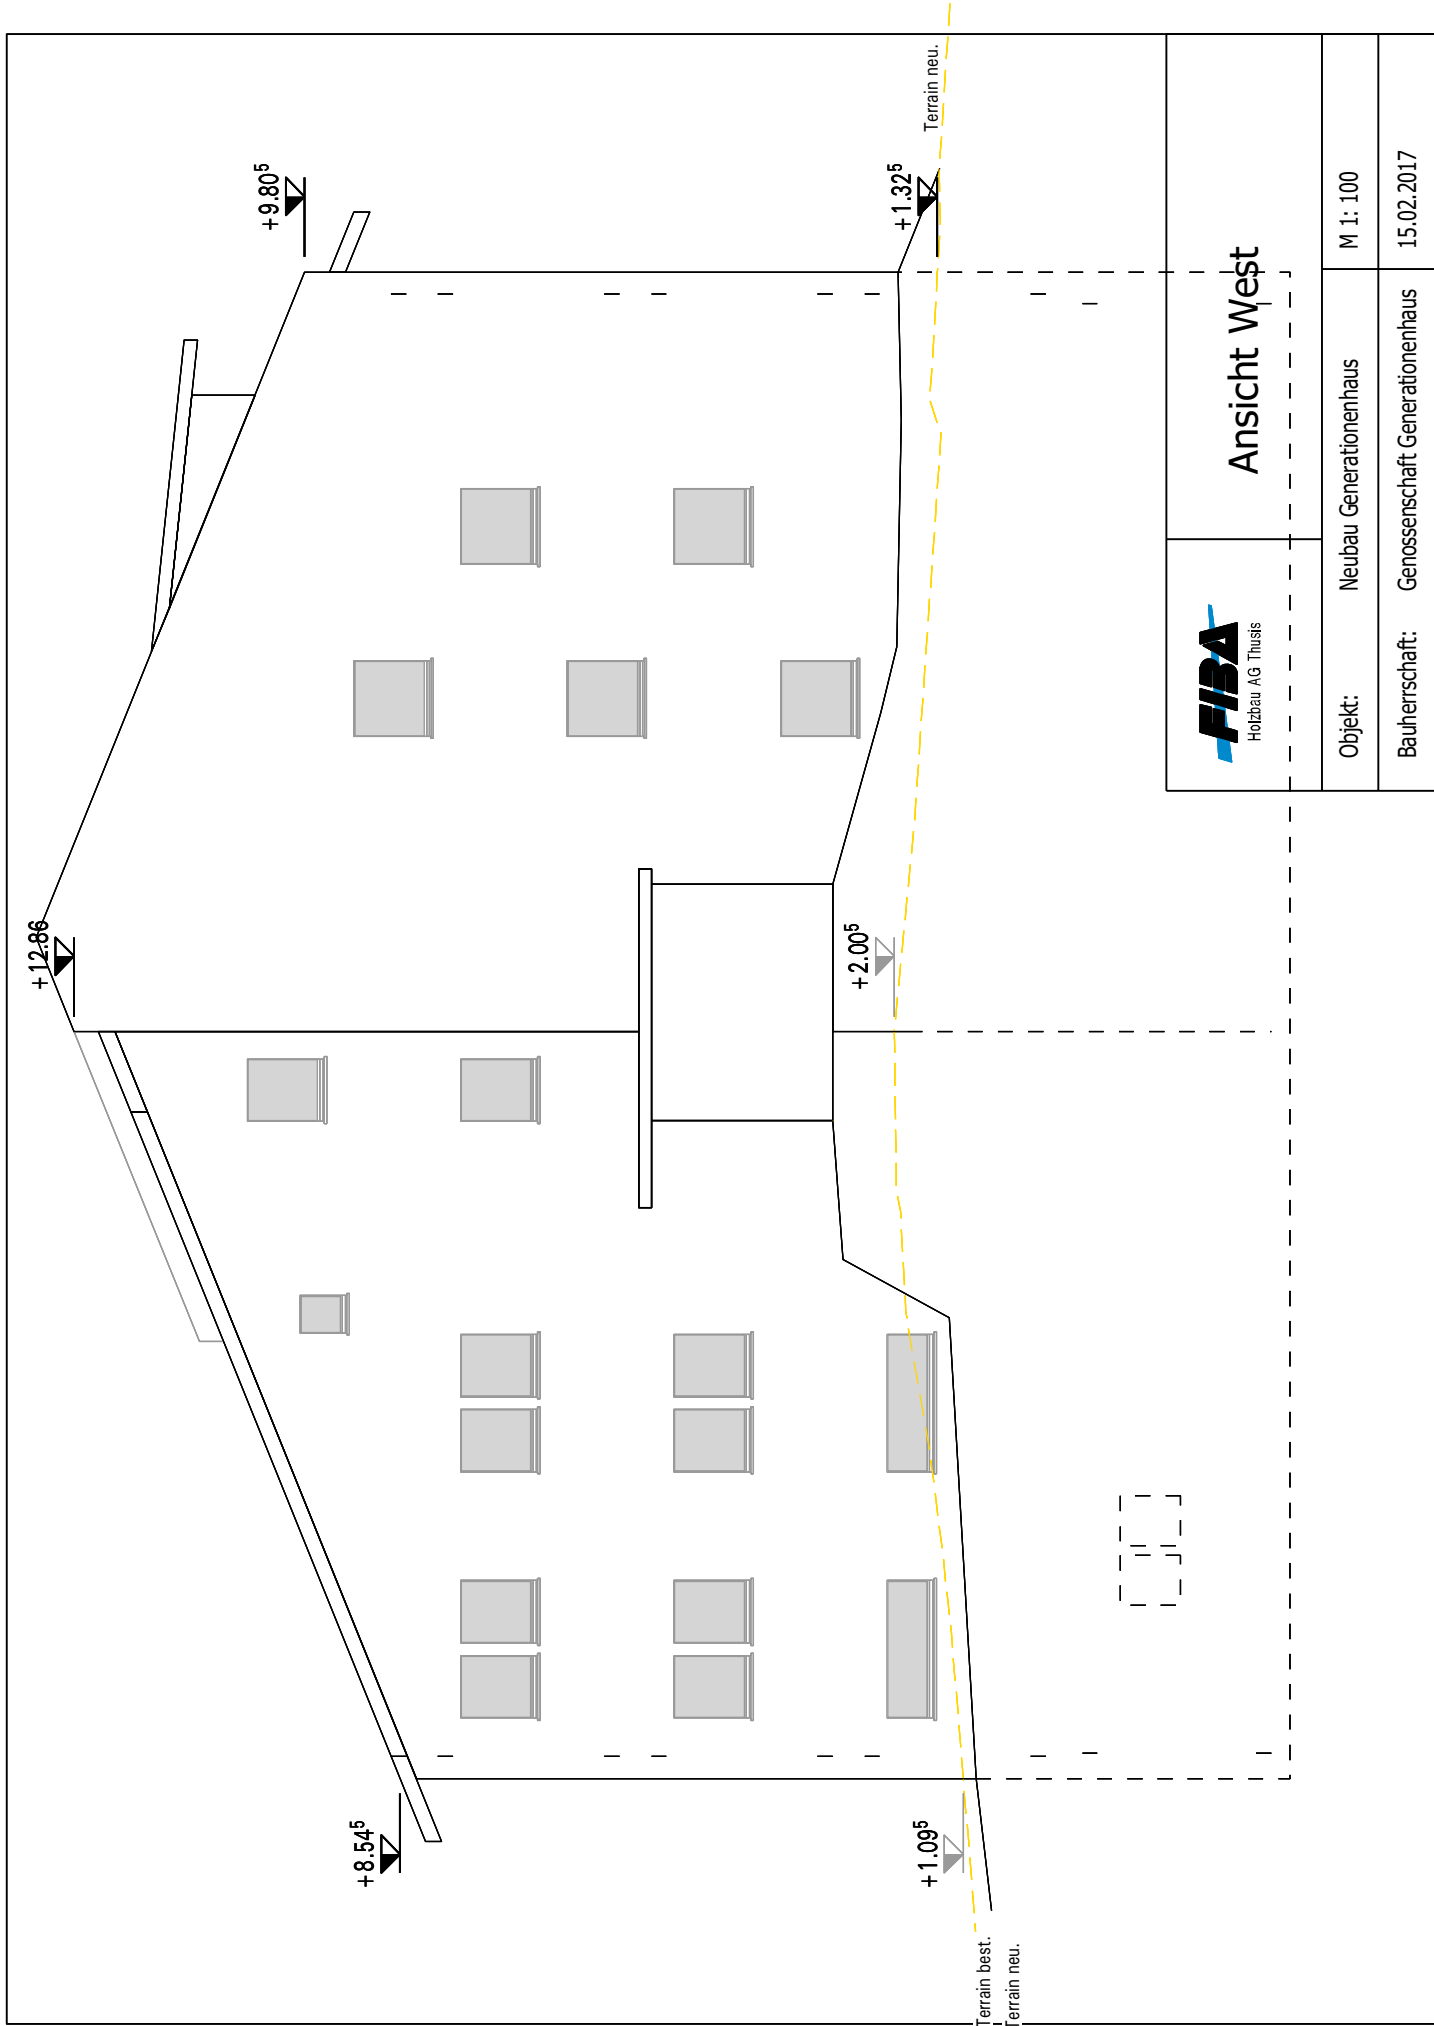 +12.86
+9.80⁵
+8.54⁵
+2.00⁵
+1.32⁵
+1.09⁵
Terrain neu.
Terrain best.
Terrain neu.
FIBA
Holzbau AG Thusis
Ansicht West
Objekt: Neubau Generationenhaus M 1: 100
Bauherrschaft: Genossenschaft Generationenhaus 15.02.2017